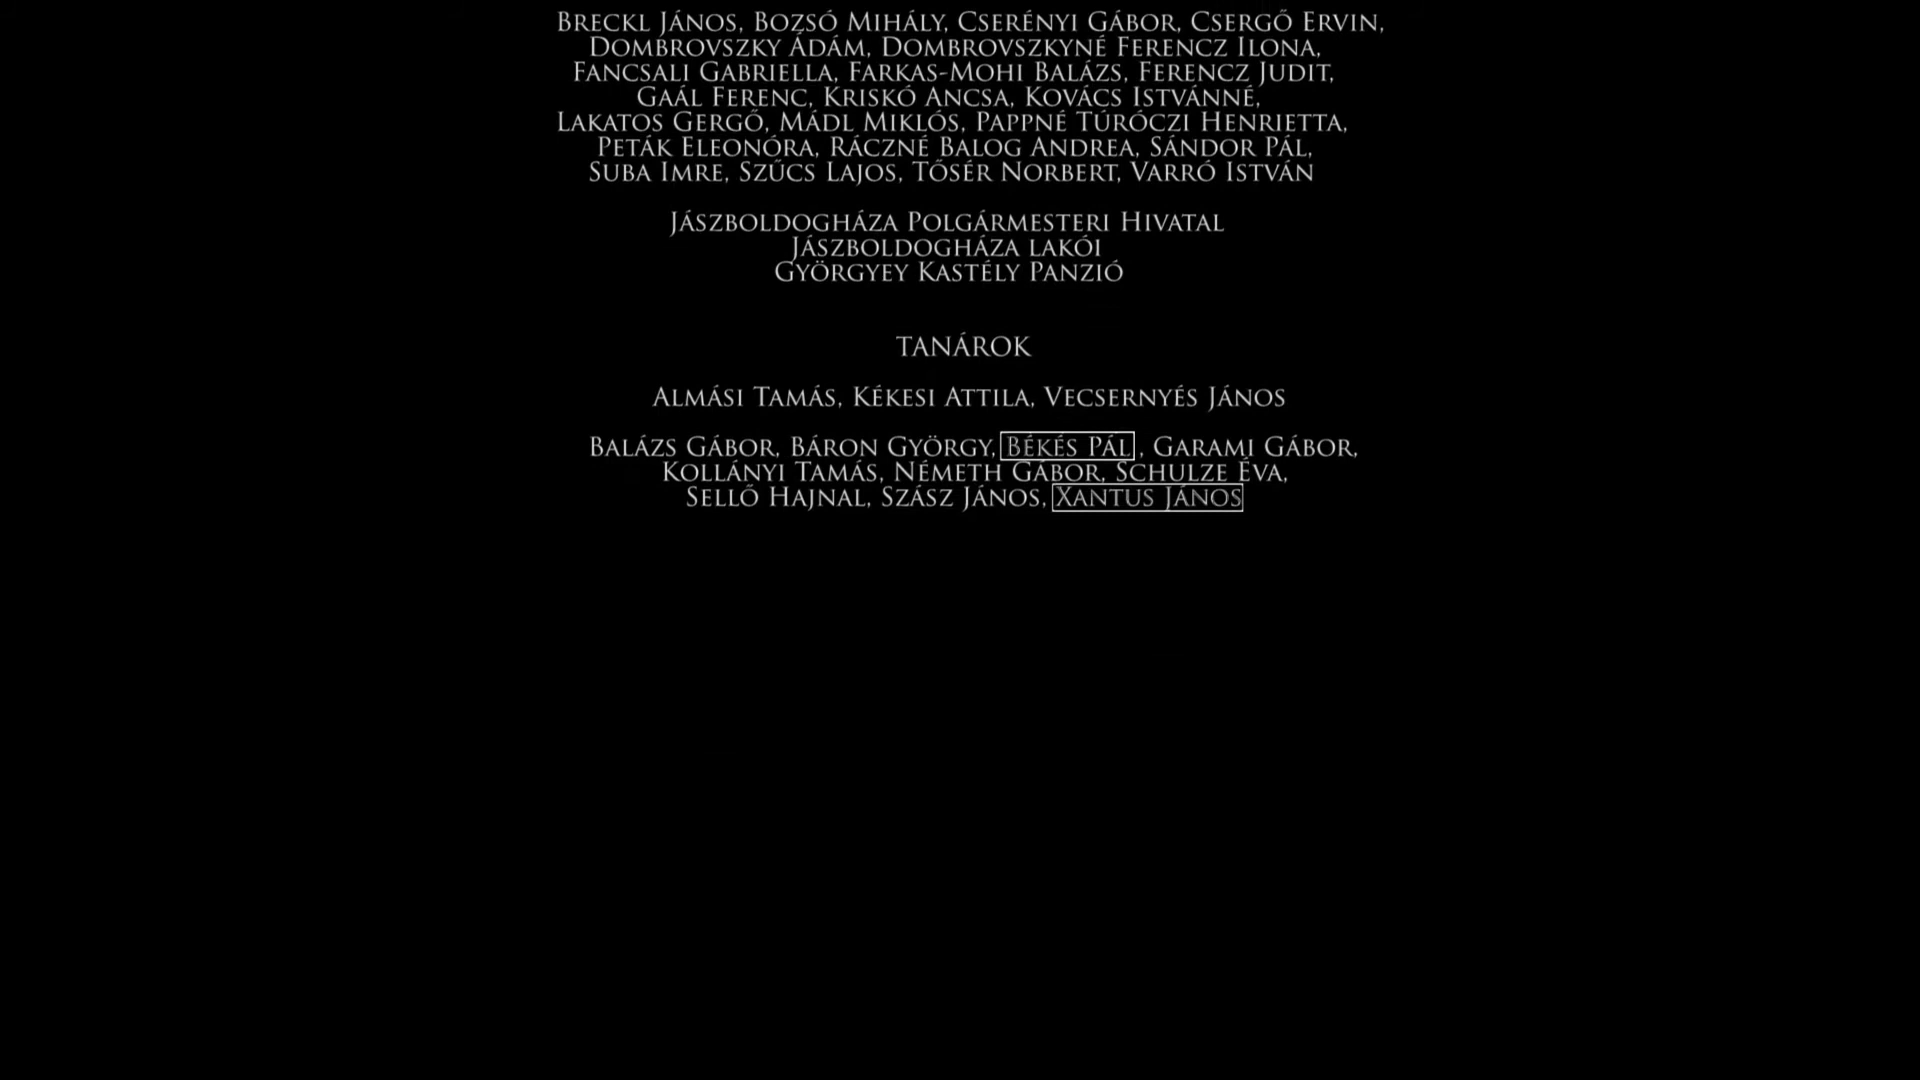 Breckl János, Bozsó Mihály, Cserényi Gábor, Csergő Ervin,
Dombrovszky Ádám, Dombrovszkyné Ferencz Ilona,
Fancsali Gabriella, Farkas-Mohi Balázs, Ferencz Judit,
Gaál Ferenc, Kriskó Ancsa, Kovács Istvánné,
Lakatos Gergő, Mádl Miklós, Pappné Túróczi Henrietta,
Peták Eleonóra, Ráczné Balog Andrea, Sándor Pál,
Suba Imre, Szűcs Lajos, Tősér Norbert, Varró István
Jászboldogháza Polgármesteri Hivatal
Jászboldogháza lakói
Györgyey Kastély Panzió
TANÁROK
Almási Tamás, Kékesi Attila, Vecsernyés János
Balázs Gábor, Báron György, Békés Pál , Garami Gábor,
Kollányi Tamás, Németh Gábor, Schulze Éva,
Sellő Hajnal, Szász János, Xantus János